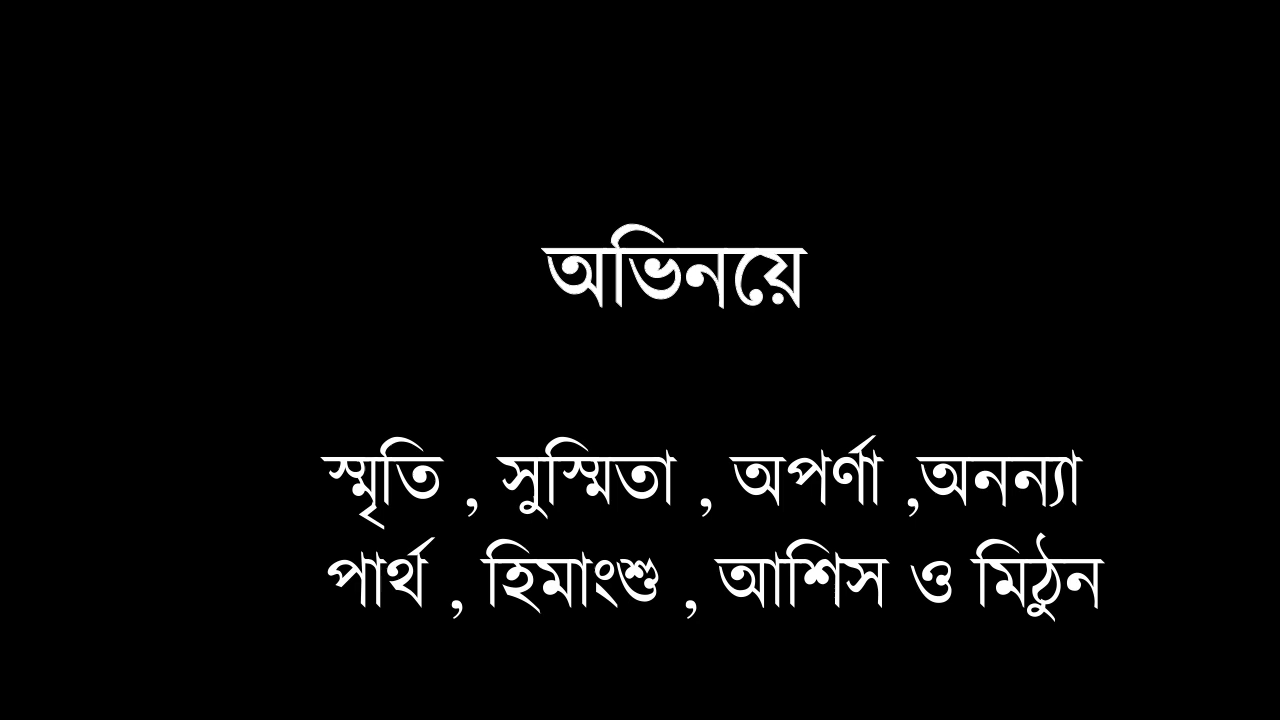 অভিনয়ে
স্মৃতি , সুস্মিতা , অপর্ণা ,অনন্যা
পার্থ , হিমাংশু , আশিস ও মিঠুন